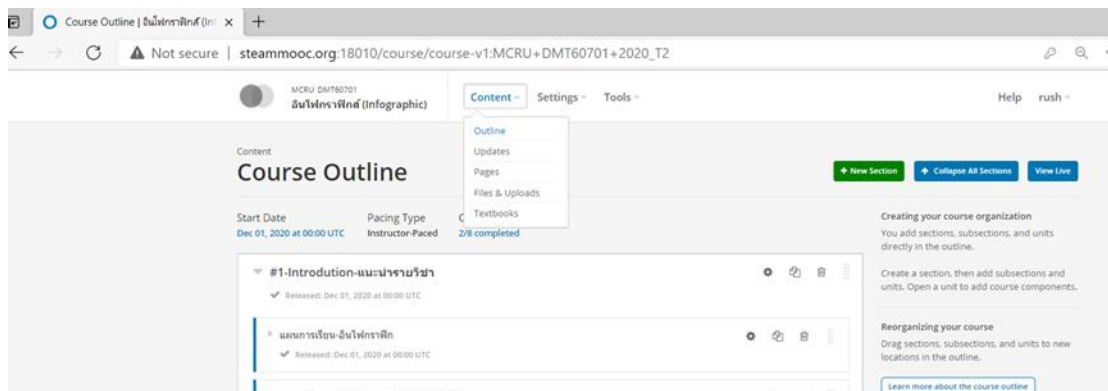 Course Outline | อินโฟกราฟิกส์ (Int
Not secure | steammooc.org:18010/course/course-v1:MCRU+DMT60701+2020_T2
MCRU DMT60701
อินโฟกราฟิกส์ (Infographic)
Content
Settings
Tools
Help
rush
Outline
Updates
Pages
Files & Uploads
Textbooks
Content
Course Outline
+ New Section
Collapse All Sections
View Live
Start Date
Dec 01, 2020 at 00:00 UTC
Pacing Type
Instructor-Paced
C
2/8 completed
#1-Introdution-แนะนำรายวิชา
Released: Dec 01, 2020 at 00:00 UTC
แผนการเรียน-อินโฟกราฟิก
Released: Dec 01, 2020 at 00:00 UTC
Creating your course organization
You add sections, subsections, and units
directly in the outline.
Create a section, then add subsections and
units. Open a unit to add course components.
Reorganizing your course
Drag sections, subsections, and units to new
locations in the outline.
Learn more about the course outline